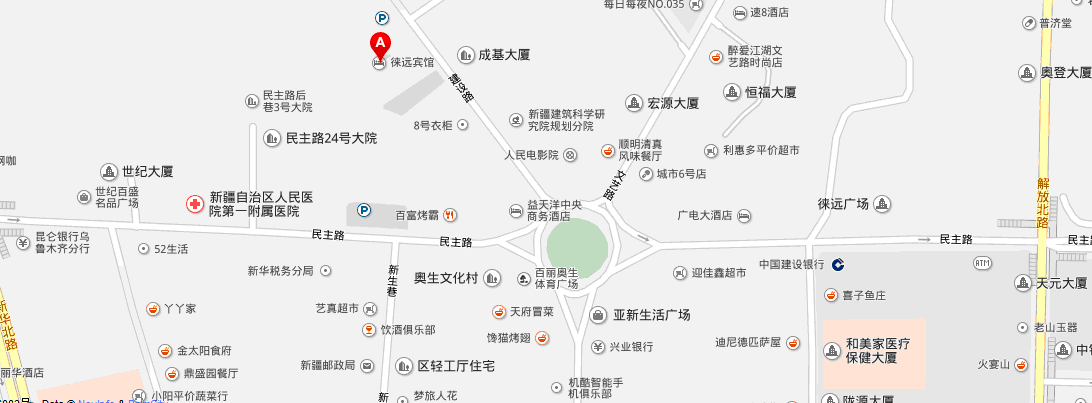 每日每夜NO.035
速8酒店
普济堂
A
徕远宾馆
成基大厦
醉爱江湖文
艺路时尚店
奥登大厦
建设路
恒福大厦
民主路后
巷3号大院
宏源大厦
新疆建筑科学研
究院规划分院
8号衣柜
民主路24号大院
顺明清真
风味餐厅
利惠多平价超市
人民电影院
世纪大厦
城市6号店
文艺路
解放北路
世纪百盛
名品广场
新疆自治区人民医
院第一附属医院
百富烤霸
益天洋中央
商务酒店
广电大酒店
徕远广场
民主路
民主路
民主路
昆仑银行乌
鲁木齐分行
52生活
新华税务分局
新生巷
奥生文化村
百丽奥生
体育广场
迎佳鑫超市
中国建设银行
ATM
天元大厦
喜子鱼庄
丫丫家
艺真超市
天府冒菜
亚新生活广场
新华北路
饮酒俱乐部
馋猫烤翅
兴业银行
迪尼德匹萨屋
和美家医疗
保健大厦
老山玉器
金太阳食府
新疆邮政局
区轻工厅住宅
火宴山
鼎盛园餐厅
机酷智能手
机俱乐部
小阳平价蔬菜行
梦旅人花
新
陇源大厦
丽华酒店